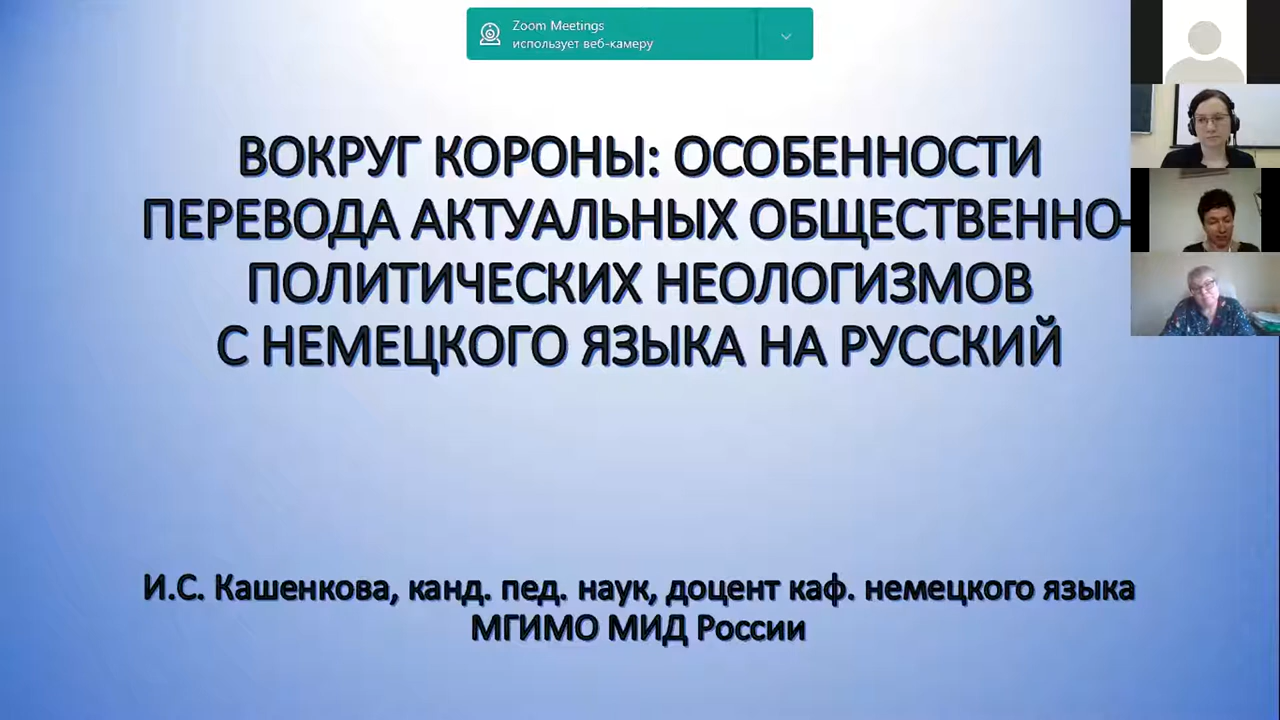 Zoom Meetings
использует веб-камеру
ВОКРУГ КОРОНЫ: ОСОБЕННОСТИ
ПЕРЕВОДА АКТУАЛЬНЫХ ОБЩЕСТВЕННО-
ПОЛИТИЧЕСКИХ НЕОЛОГИЗМОВ
С НЕМЕЦКОГО ЯЗЫКА НА РУССКИЙ
И.С. Кашенкова, канд. пед. наук, доцент каф. немецкого языка
МГИМО МИД России